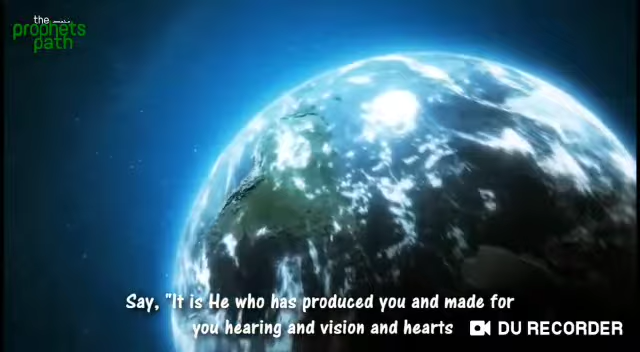 the
prophets
path
Say, "It is He who has produced you and made for
you hearing and vision and hearts
DU RECORDER